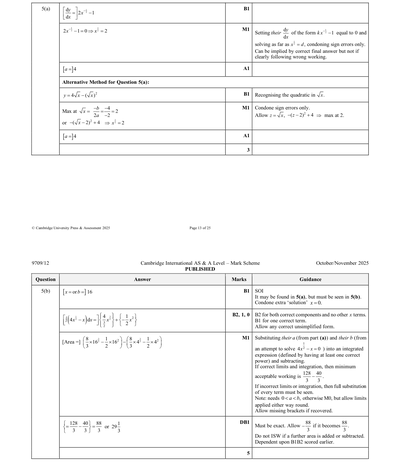 5(a) [dy/dx =] 2x^(-1/2) − 1 B1
2x^(-1/2) − 1 = 0 ⇒ x^(1/2) = 2 M1 Setting their dy/dx of the form kx^(-1/2) − 1 equal to 0 and
solving as far as x^(1/2) = d, condoning sign errors only.
Can be implied by correct final answer but not if
clearly following wrong working.
[a =] 4 A1
Alternative Method for Question 5(a):
y = 4√x − (√x)² B1 Recognising the quadratic in √x.
Max at √x = −b/2a = −4/−2 = 2 M1 Condone sign errors only.
or −(√x − 2)² + 4 ⇒ x^(1/2) = 2 Allow z = √x, −(z − 2)² + 4 ⇒ max at 2.
[a =] 4 A1
3
© Cambridge University Press & Assessment 2025 Page 15 of 25
9709/12 Cambridge International AS & A Level – Mark Scheme October/November 2025
PUBLISHED
Question Answer Marks Guidance
5(b) [x = or b =] 16 B1 SOI
It may be found in 5(a), but must be seen in 5(b).
Condone extra 'solution' x = 0.
{∫(4x^(1/2) − x)dx =} {4/(3/2) x^(3/2)} + {−1/2 x²} B2, 1, 0 B2 for both correct components and no other x terms.
B1 for one correct term.
Allow any correct unsimplified form.
[Area =] (8/3 × 16^(3/2) − 1/2 × 16²) − (8/3 × 4^(3/2) − 1/2 × 4²) M1 Substituting their a (from part (a)) and their b (from
an attempt to solve 4x^(1/2) − x = 0) into an integrated
expression (defined by having at least one correct
power) and subtracting.
If correct limits and integration, then minimum
acceptable working is 128/3 − 40/3.
If incorrect limits or integration, then full substitution
of every term must be seen.
Note: needs 0 < a < b, otherwise M0, but allow limits
applied either way round.
Allow missing brackets if recovered.
{= 128/3 − 40/3} = 88/3 or 29 1/3 DB1 Must be exact. Allow −88/3 if it becomes 88/3.
Do not ISW if a further area is added or subtracted.
Dependent upon B1B2 scored earlier.
5